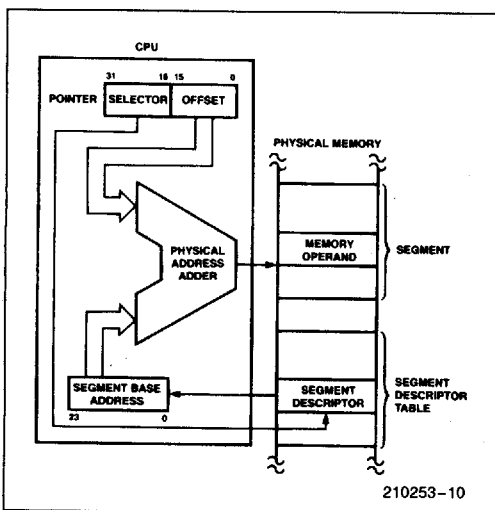 CPU
31 16 15 0
POINTER SELECTOR OFFSET
PHYSICAL MEMORY
PHYSICAL
ADDRESS
ADDER
MEMORY
OPERAND
SEGMENT
SEGMENT BASE
ADDRESS
23 0
SEGMENT
DESCRIPTOR
SEGMENT
DESCRIPTOR
TABLE
210253-10